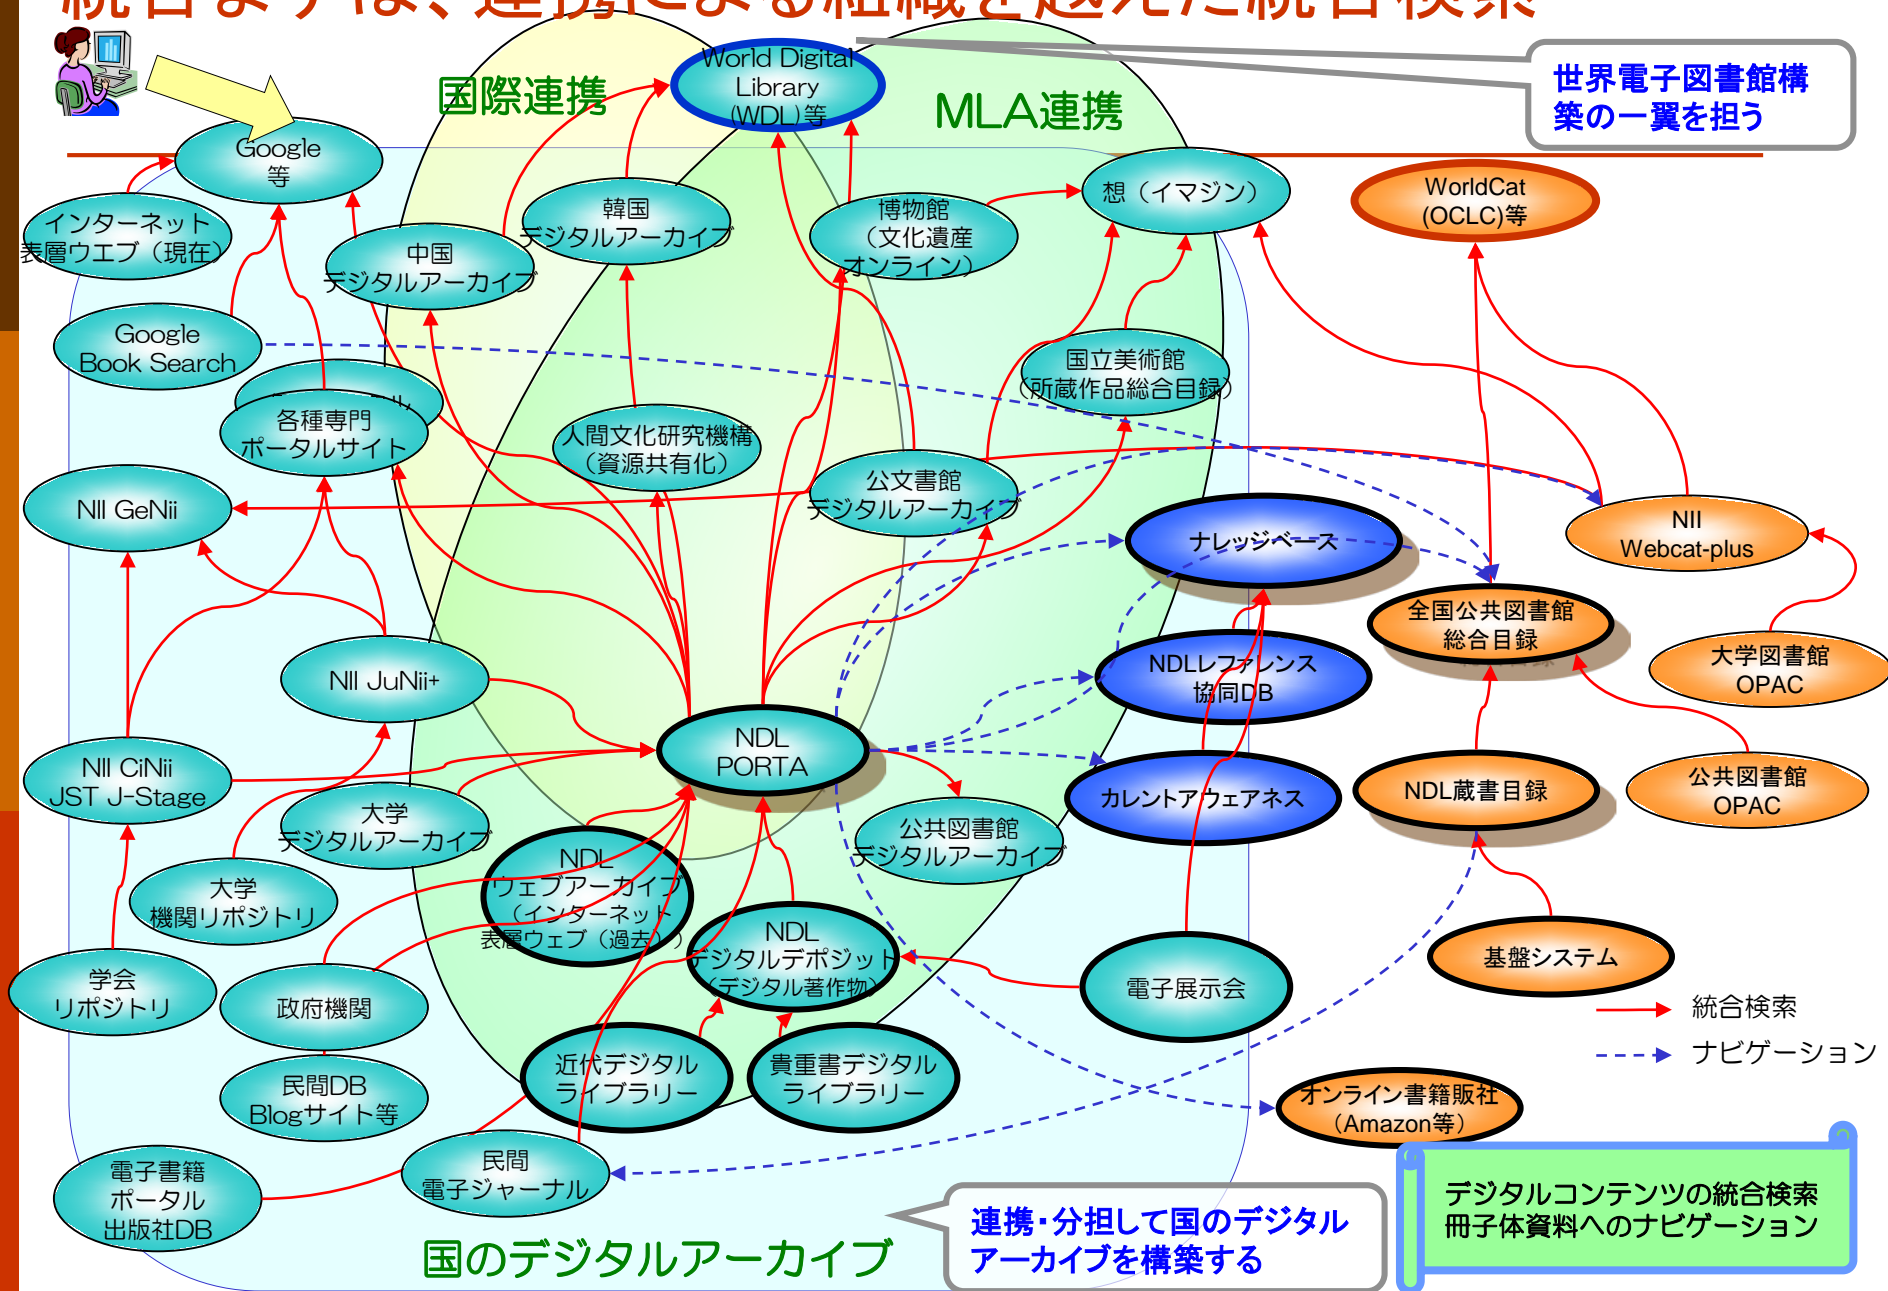 統合まずは、連携による組織を越えた統合検索
国際連携
World Digital
Library
(WDL)等
MLA連携
世界電子図書館構
築の一翼を担う
Google
等
想（イマジン）
WorldCat
(OCLC)等
インターネット
表層ウエブ（現在）
中国
デジタルアーカイブ
韓国
デジタルアーカイブ
博物館
（文化遺産
オンライン）
Google
Book Search
国立美術館
（所蔵作品総合目録）
各種専門
ポータルサイト
人間文化研究機構
（資源共有化）
公文書館
デジタルアーカイブ
NII GeNii
ナレッジベース
NII
Webcat-plus
全国公共図書館
総合目録
NII JuNii+
NDLレファレンス
協同DB
大学図書館
OPAC
NDL
PORTA
NII CiNii
JST J-Stage
大学
デジタルアーカイブ
公共図書館
デジタルアーカイブ
カレントアウェアネス
NDL蔵書目録
公共図書館
OPAC
大学
機関リポジトリ
NDL
ウェブアーカイブ
（インターネット
表層ウェブ（過去））
NDL
デジタルデポジット
（デジタル著作物）
電子展示会
基盤システム
学会
リポジトリ
政府機関
統合検索
ナビゲーション
民間DB
Blogサイト等
近代デジタル
ライブラリー
貴重書デジタル
ライブラリー
オンライン書籍販社
（Amazon等）
電子書籍
ポータル
出版社DB
民間
電子ジャーナル
国のデジタルアーカイブ
連携・分担して国のデジタル
アーカイブを構築する
デジタルコンテンツの統合検索
冊子体資料へのナビゲーション